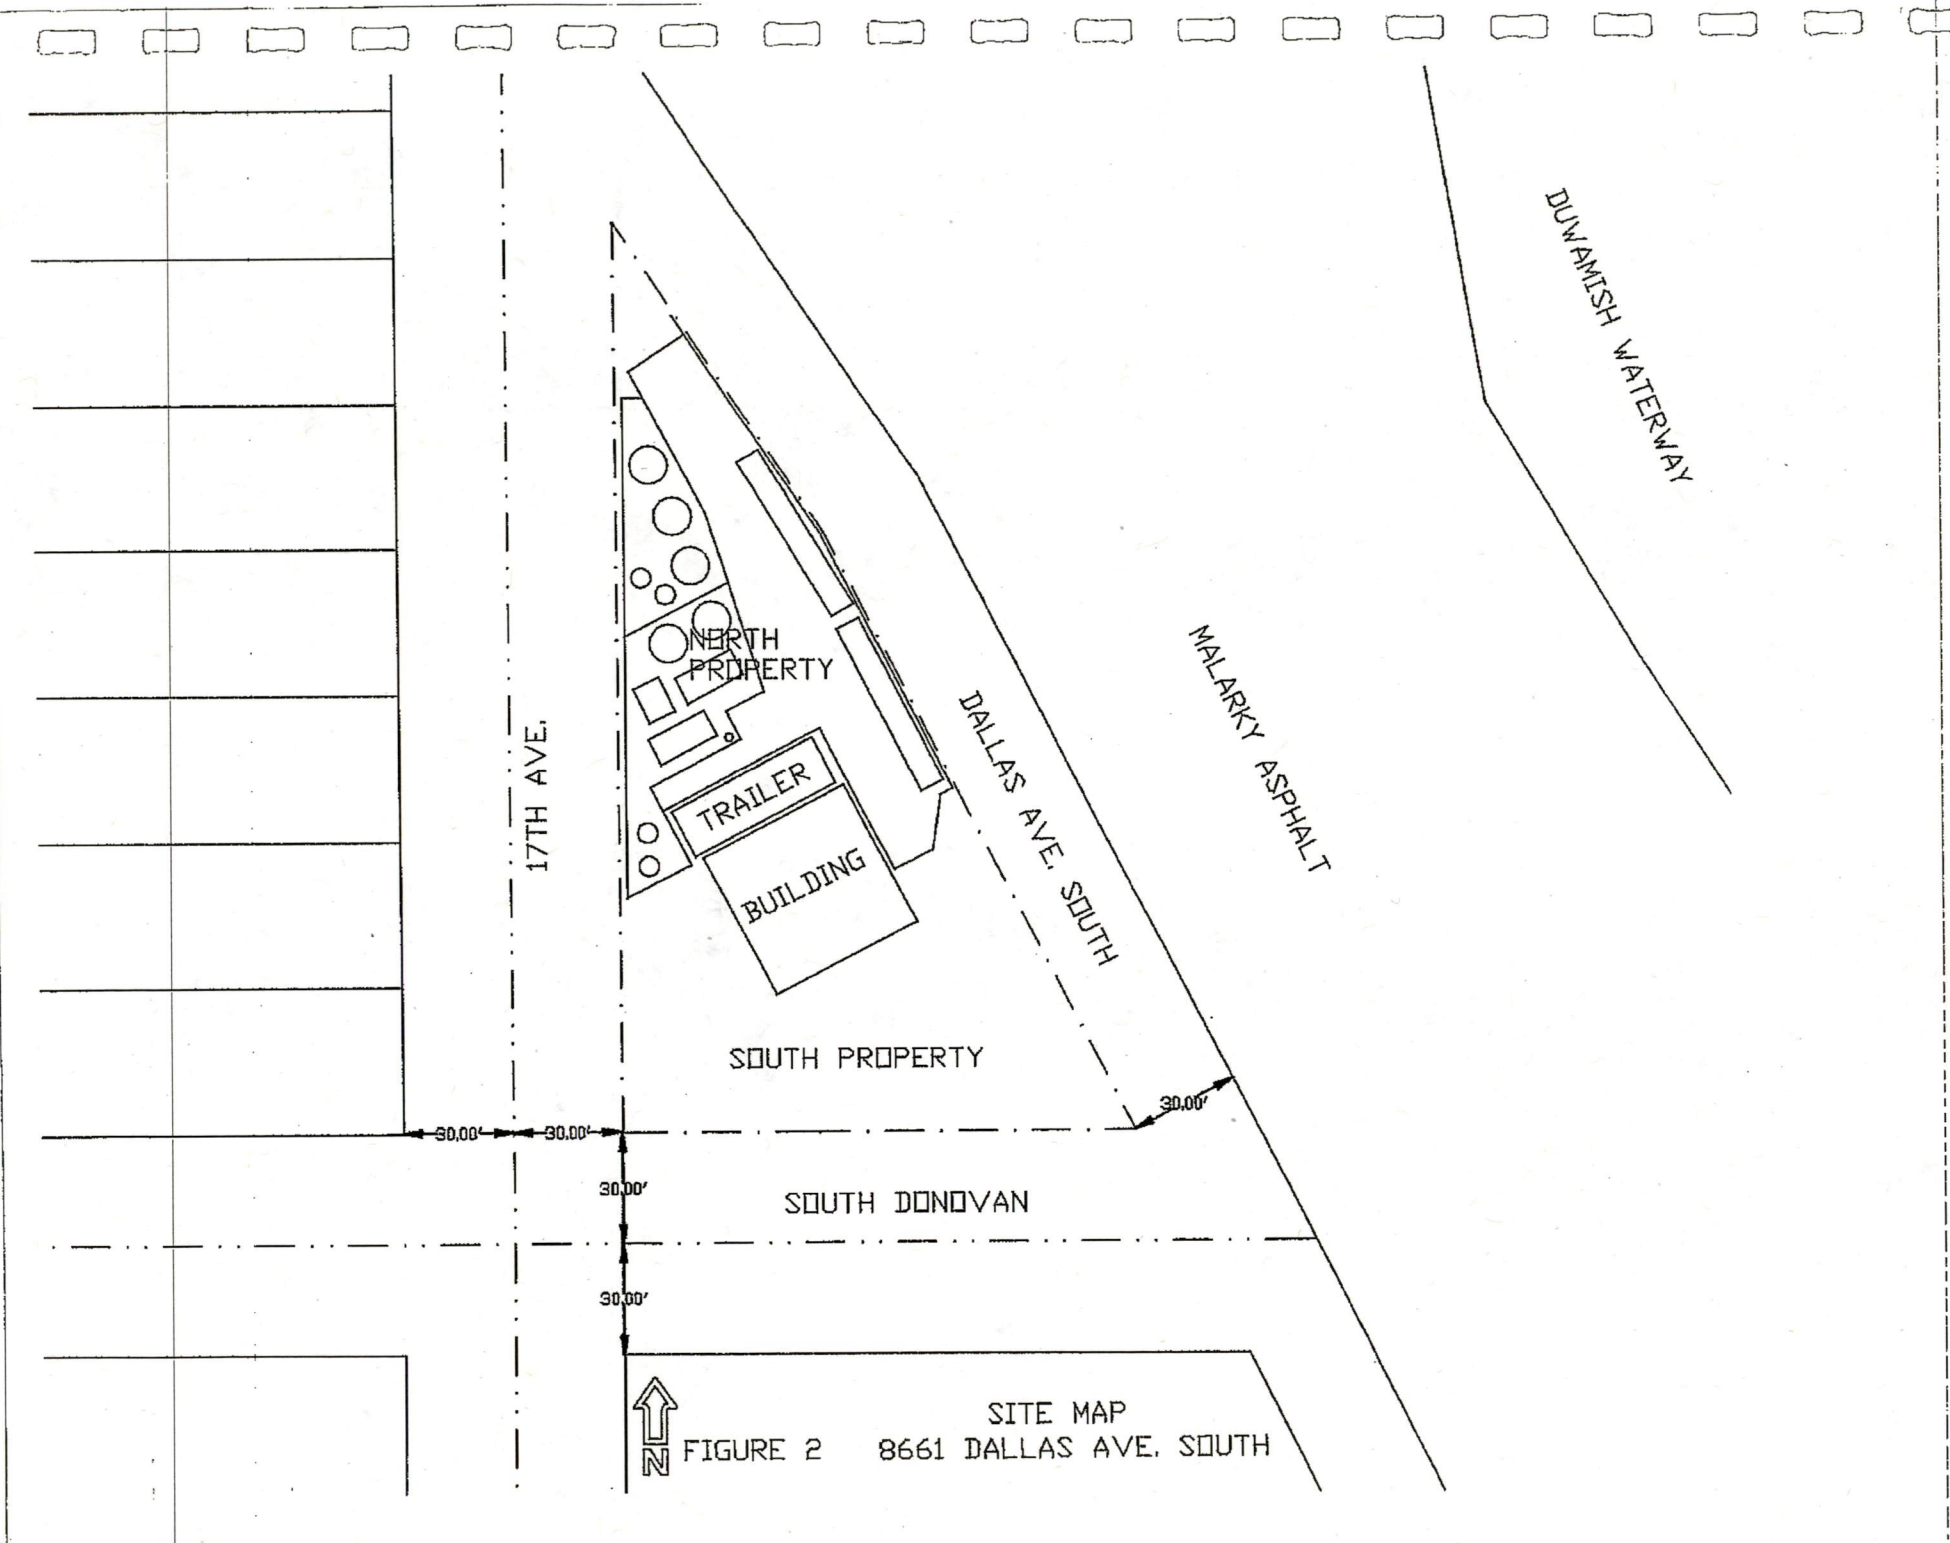 DUWAMISH WATERWAY
NORTH
PROPERTY
MALARKY ASPHALT
17TH AVE.
DALLAS AVE. SOUTH
TRAILER
BUILDING
SOUTH PROPERTY
30.00'
30.00'
30.00'
30.00'
SOUTH DONOVAN
30.00'
SITE MAP
N
FIGURE 2 8661 DALLAS AVE. SOUTH